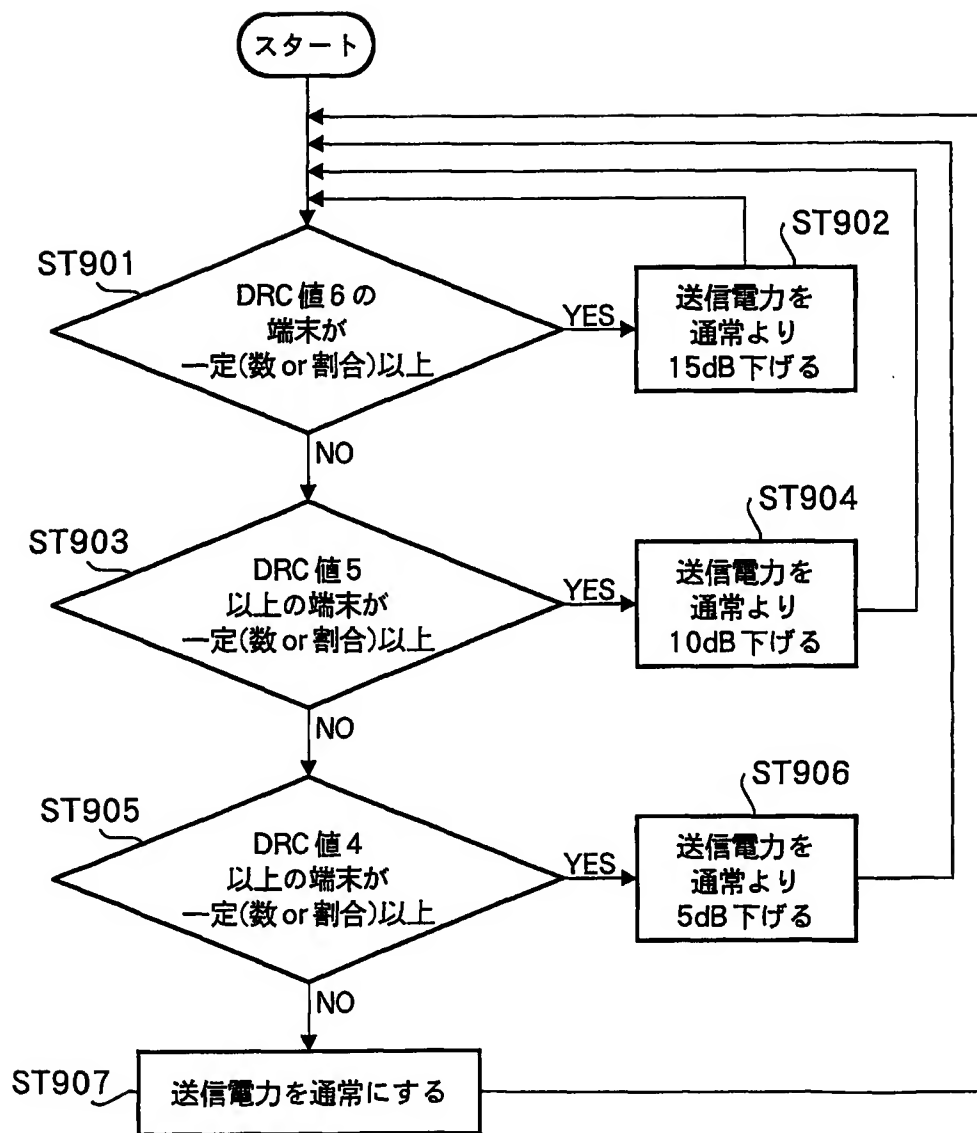 スタート
ST901
DRC値6の
端末が
一定(数or割合)以上
YES
ST902
送信電力を
通常より
15dB下げる
NO
ST903
DRC値5
以上の端末が
一定(数or割合)以上
YES
ST904
送信電力を
通常より
10dB下げる
NO
ST905
DRC値4
以上の端末が
一定(数or割合)以上
YES
ST906
送信電力を
通常より
5dB下げる
NO
ST907
送信電力を通常にする